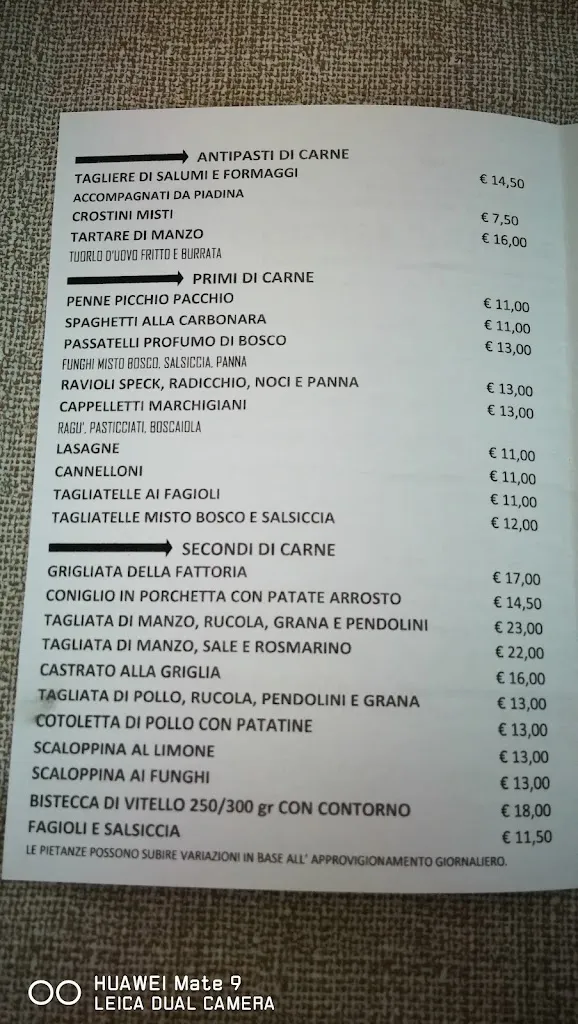 ANTIPASTI DI CARNE
TAGLIERE DI SALUMI E FORMAGGI € 14,50
ACCOMPAGNATI DA PIADINA
CROSTINI MISTI € 7,50
TARTARE DI MANZO € 16,00
TUORLO D'UOVO FRITTO E BURRATA
PRIMI DI CARNE
PENNE PICCHIO PACCHIO € 11,00
SPAGHETTI ALLA CARBONARA € 11,00
PASSATELLI PROFUMO DI BOSCO € 13,00
FUNGHI MISTO BOSCO, SALSICCIA, PANNA
RAVIOLI SPECK, RADICCHIO, NOCI E PANNA € 13,00
CAPPELLETTI MARCHIGIANI € 13,00
RAGU', PASTICCIATI, BOSCAIOLA
LASAGNE € 11,00
CANNELLONI € 11,00
TAGLIATELLE AI FAGIOLI € 11,00
TAGLIATELLE MISTO BOSCO E SALSICCIA € 12,00
SECONDI DI CARNE
GRIGLIATA DELLA FATTORIA € 17,00
CONIGLIO IN PORCHETTA CON PATATE ARROSTO € 14,50
TAGLIATA DI MANZO, RUCOLA, GRANA E PENDOLINI € 23,00
TAGLIATA DI MANZO, SALE E ROSMARINO € 22,00
CASTRATO ALLA GRIGLIA € 16,00
TAGLIATA DI POLLO, RUCOLA, PENDOLINI E GRANA € 13,00
COTOLETTA DI POLLO CON PATATINE € 13,00
SCALOPPINA AL LIMONE € 13,00
SCALOPPINA AI FUNGHI € 13,00
BISTECCA DI VITELLO 250/300 gr CON CONTORNO € 18,00
FAGIOLI E SALSICCIA € 11,50
LE PIETANZE POSSONO SUBIRE VARIAZIONI IN BASE ALL' APPROVIGIONAMENTO GIORNALIERO.
HUAWEI Mate 9
LEICA DUAL CAMERA